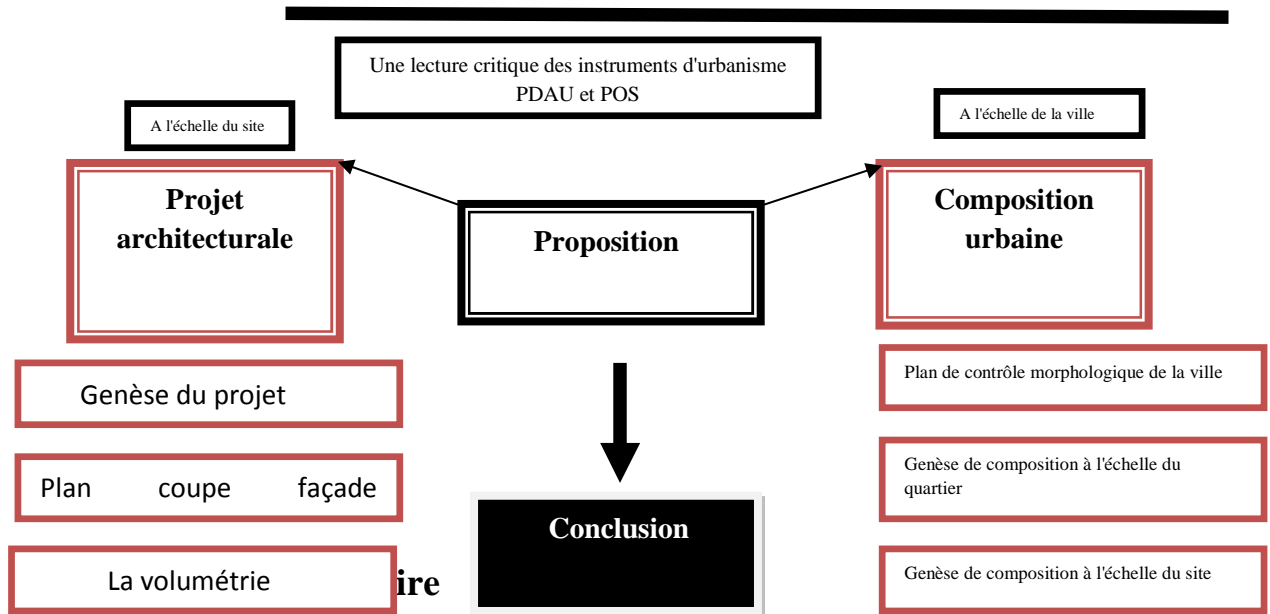 Une lecture critique des instruments d'urbanisme
PDAU et POS
A l'échelle du site
A l'échelle de la ville
Projet
architecturale
Proposition
Composition
urbaine
Genèse du projet
Plan coupe façade
La volumétrie
ire
Conclusion
Plan de contrôle morphologique de la ville
Genèse de composition à l'échelle du
quartier
Genèse de composition à l'échelle du site